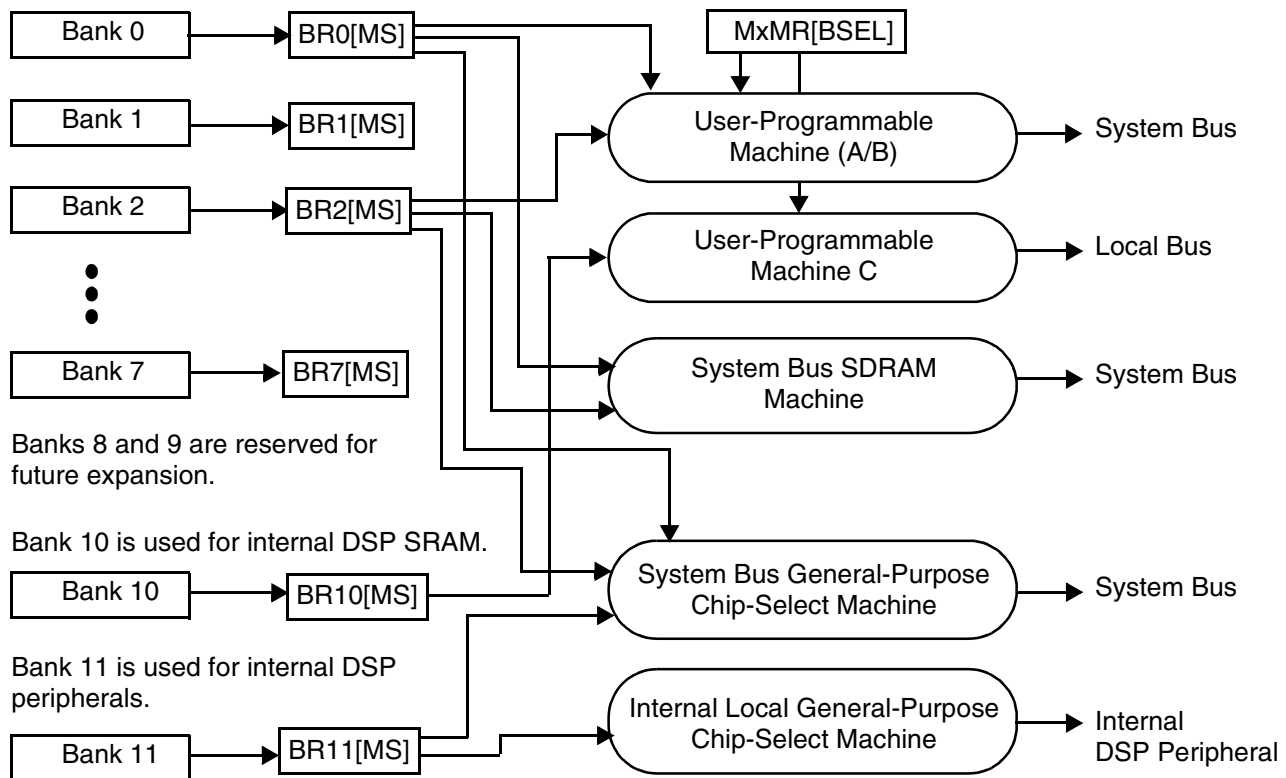 Bank 0
BR0[MS]
MxMR[BSEL]
Bank 1
BR1[MS]
User-Programmable
Machine (A/B)
System Bus
Bank 2
BR2[MS]
User-Programmable
Machine C
Local Bus
Bank 7
BR7[MS]
System Bus SDRAM
Machine
System Bus
Banks 8 and 9 are reserved for
future expansion.
Bank 10 is used for internal DSP SRAM.
Bank 10
BR10[MS]
System Bus General-Purpose
Chip-Select Machine
System Bus
Bank 11 is used for internal DSP
peripherals.
Bank 11
BR11[MS]
Internal Local General-Purpose
Chip-Select Machine
Internal
DSP Peripheral